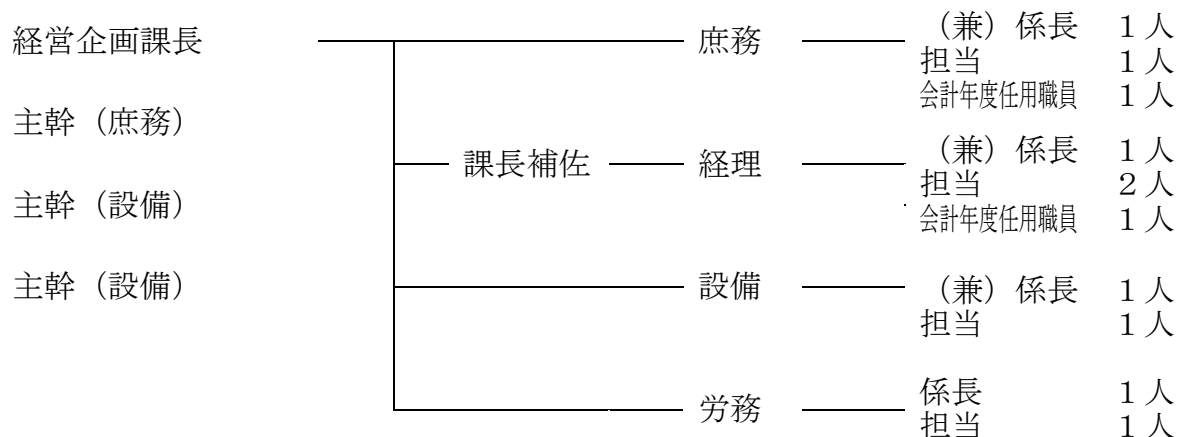 経営企画課長 庶務 （兼）係長 １人
担当 １人
会計年度任用職員 １人
主幹（庶務）
課長補佐 経理 （兼）係長 １人
担当 ２人
主幹（設備）
会計年度任用職員 １人
主幹（設備） 設備 （兼）係長 １人
担当 １人
労務 係長 １人
担当 １人